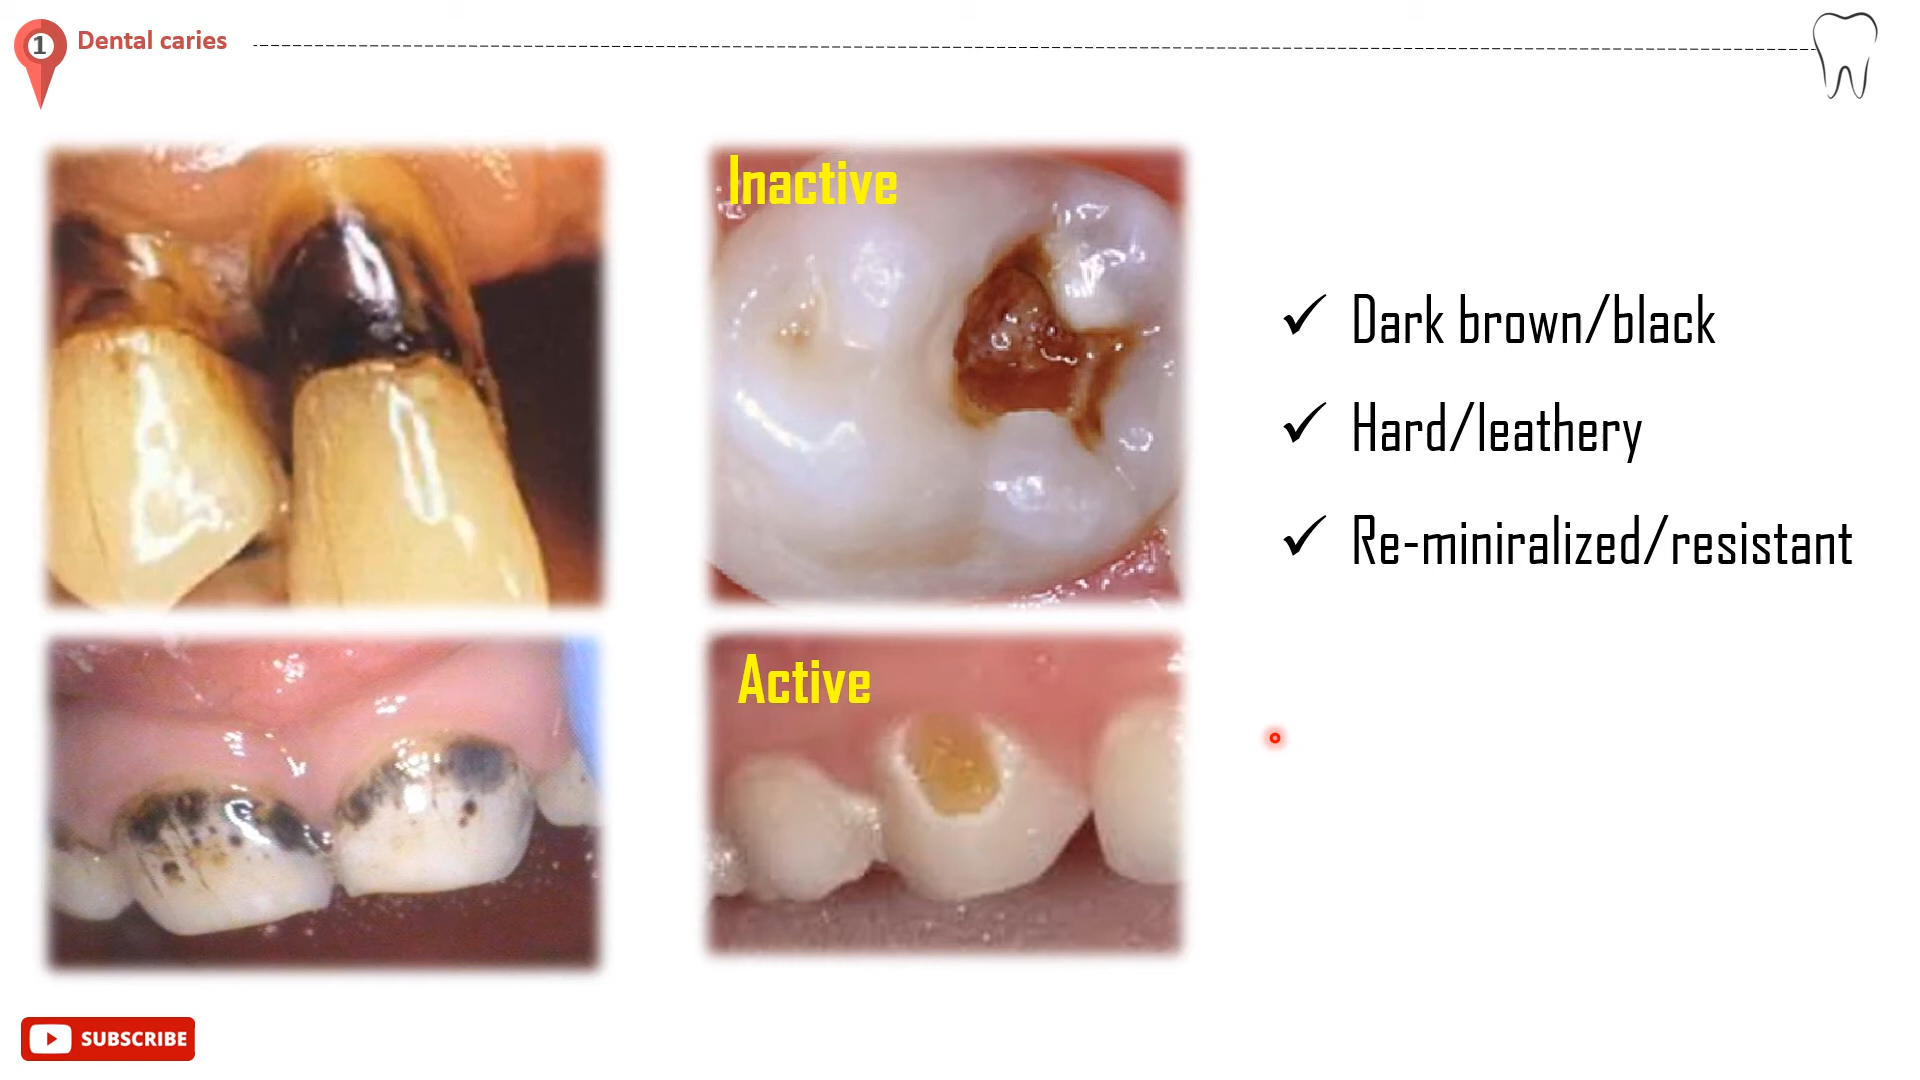 1
Dental caries
Inactive
Active
✓ Dark brown/black
✓ Hard/leathery
✓ Re-miniralized/resistant
SUBSCRIBE